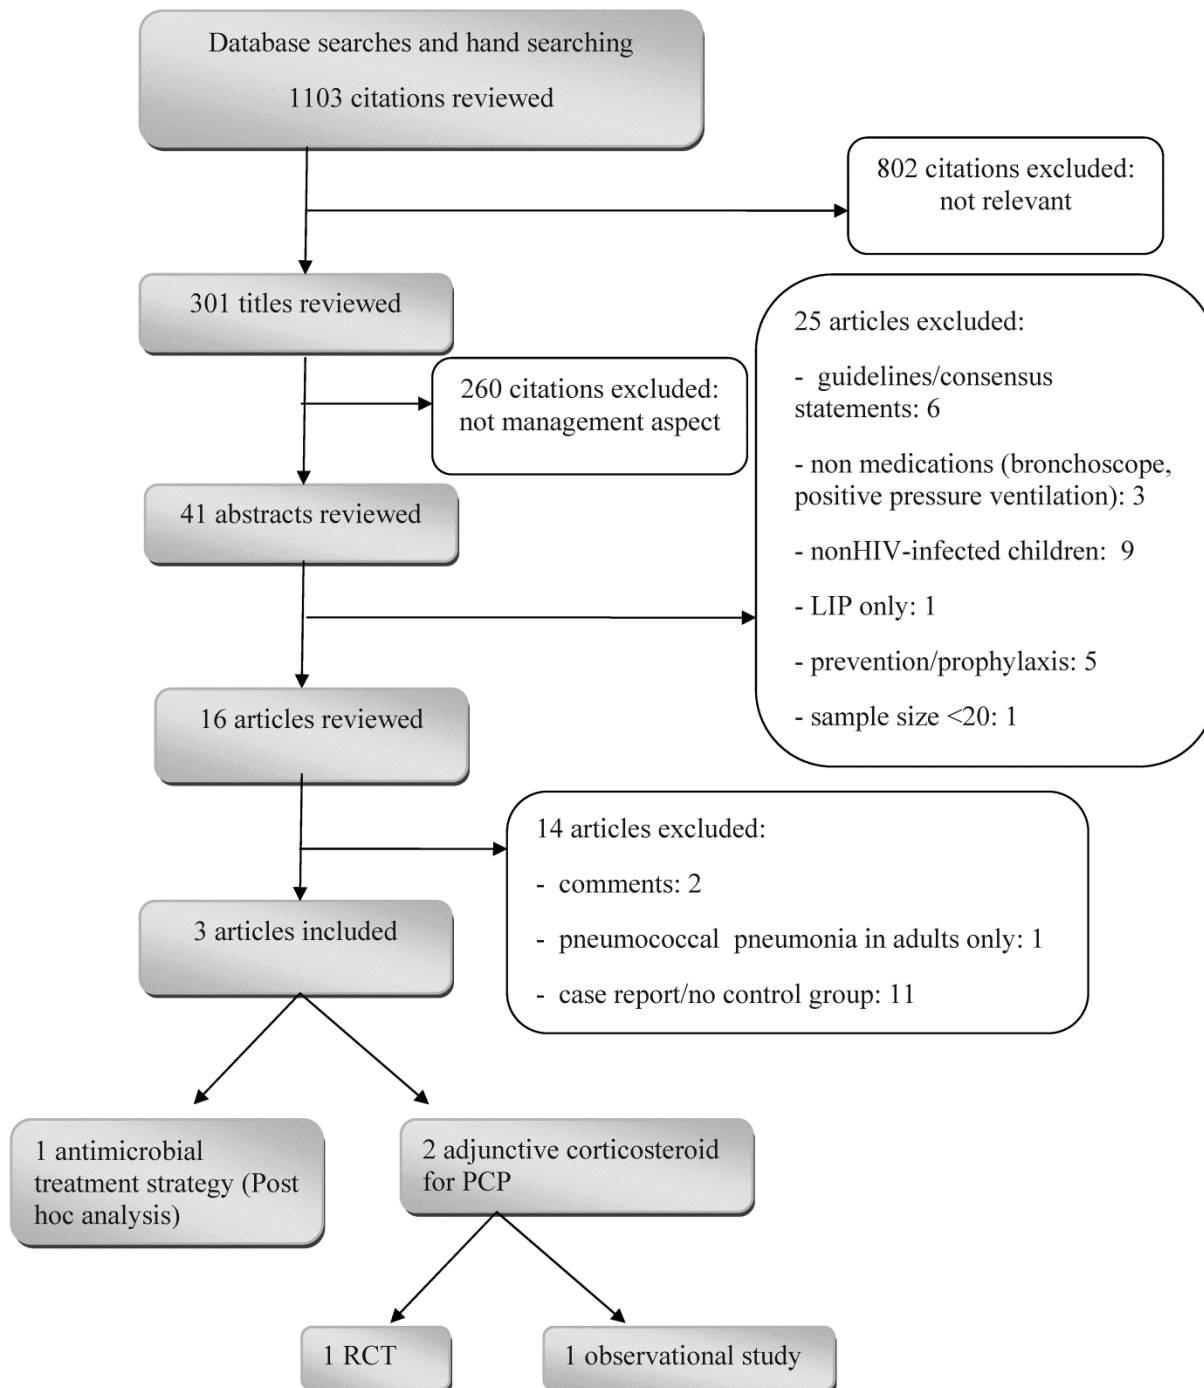 Database searches and hand searching
1103 citations reviewed
802 citations excluded:
not relevant
301 titles reviewed
260 citations excluded:
not management aspect
25 articles excluded:
- guidelines/consensus
statements: 6
- non medications (bronchoscope,
positive pressure ventilation): 3
- nonHIV-infected children: 9
- LIP only: 1
- prevention/prophylaxis: 5
- sample size <20: 1
41 abstracts reviewed
16 articles reviewed
14 articles excluded:
- comments: 2
- pneumococcal pneumonia in adults only: 1
- case report/no control group: 11
3 articles included
1 antimicrobial
treatment strategy (Post
hoc analysis)
2 adjunctive corticosteroid
for PCP
1 RCT
1 observational study